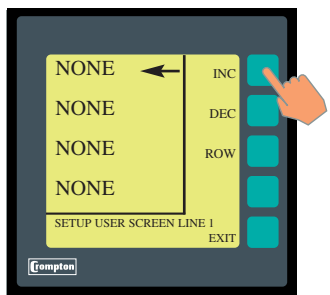 NONE INC
NONE DEC
NONE ROW
NONE
SETUP USER SCREEN LINE 1
EXIT
Crompton